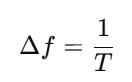 Δf = 1/T